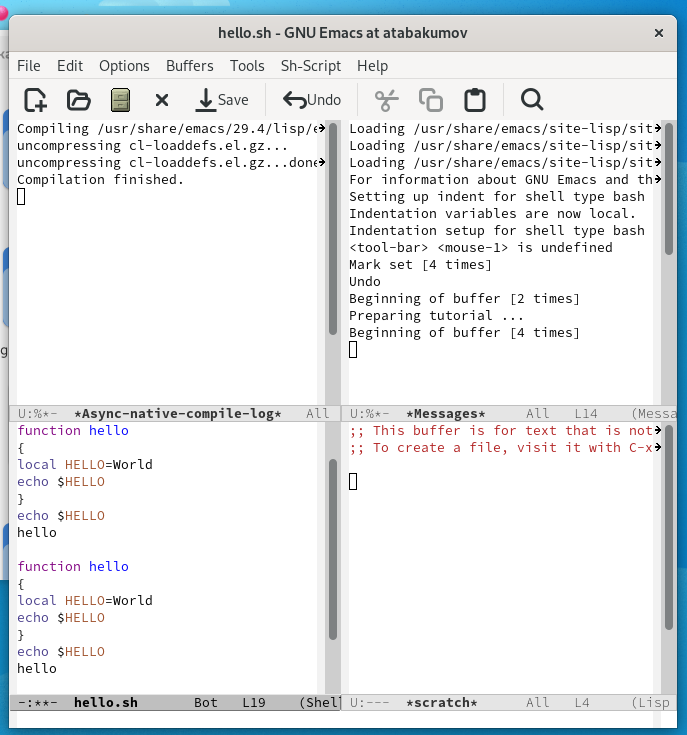 hello.sh - GNU Emacs at atabakumov
File Edit Options Buffers Tools Sh-Script Help
Save Undo
Compiling /usr/share/emacs/29.4/lisp/
uncompressing cl-loaddefs.el.gz...
uncompressing cl-loaddefs.el.gz...done
Compilation finished.
U:%*- *Async-native-compile-log* All
Loading /usr/share/emacs/site-lisp/sit
Loading /usr/share/emacs/site-lisp/sit
Loading /usr/share/emacs/site-lisp/sit
For information about GNU Emacs and th
Setting up indent for shell type bash
Indentation variables are now local.
Indentation setup for shell type bash
<tool-bar> <mouse-1> is undefined
Mark set [4 times]
Undo
Beginning of buffer [2 times]
Preparing tutorial ...
Beginning of buffer [4 times]
U:%*- *Messages* All L14 (Messa
function hello
{
local HELLO=World
echo $HELLO
}
echo $HELLO
hello
function hello
{
local HELLO=World
echo $HELLO
}
echo $HELLO
hello
-:**- hello.sh Bot L19 (Shel
;; This buffer is for text that is not
;; To create a file, visit it with C-x
U:--- *scratch* All L4 (Lisp